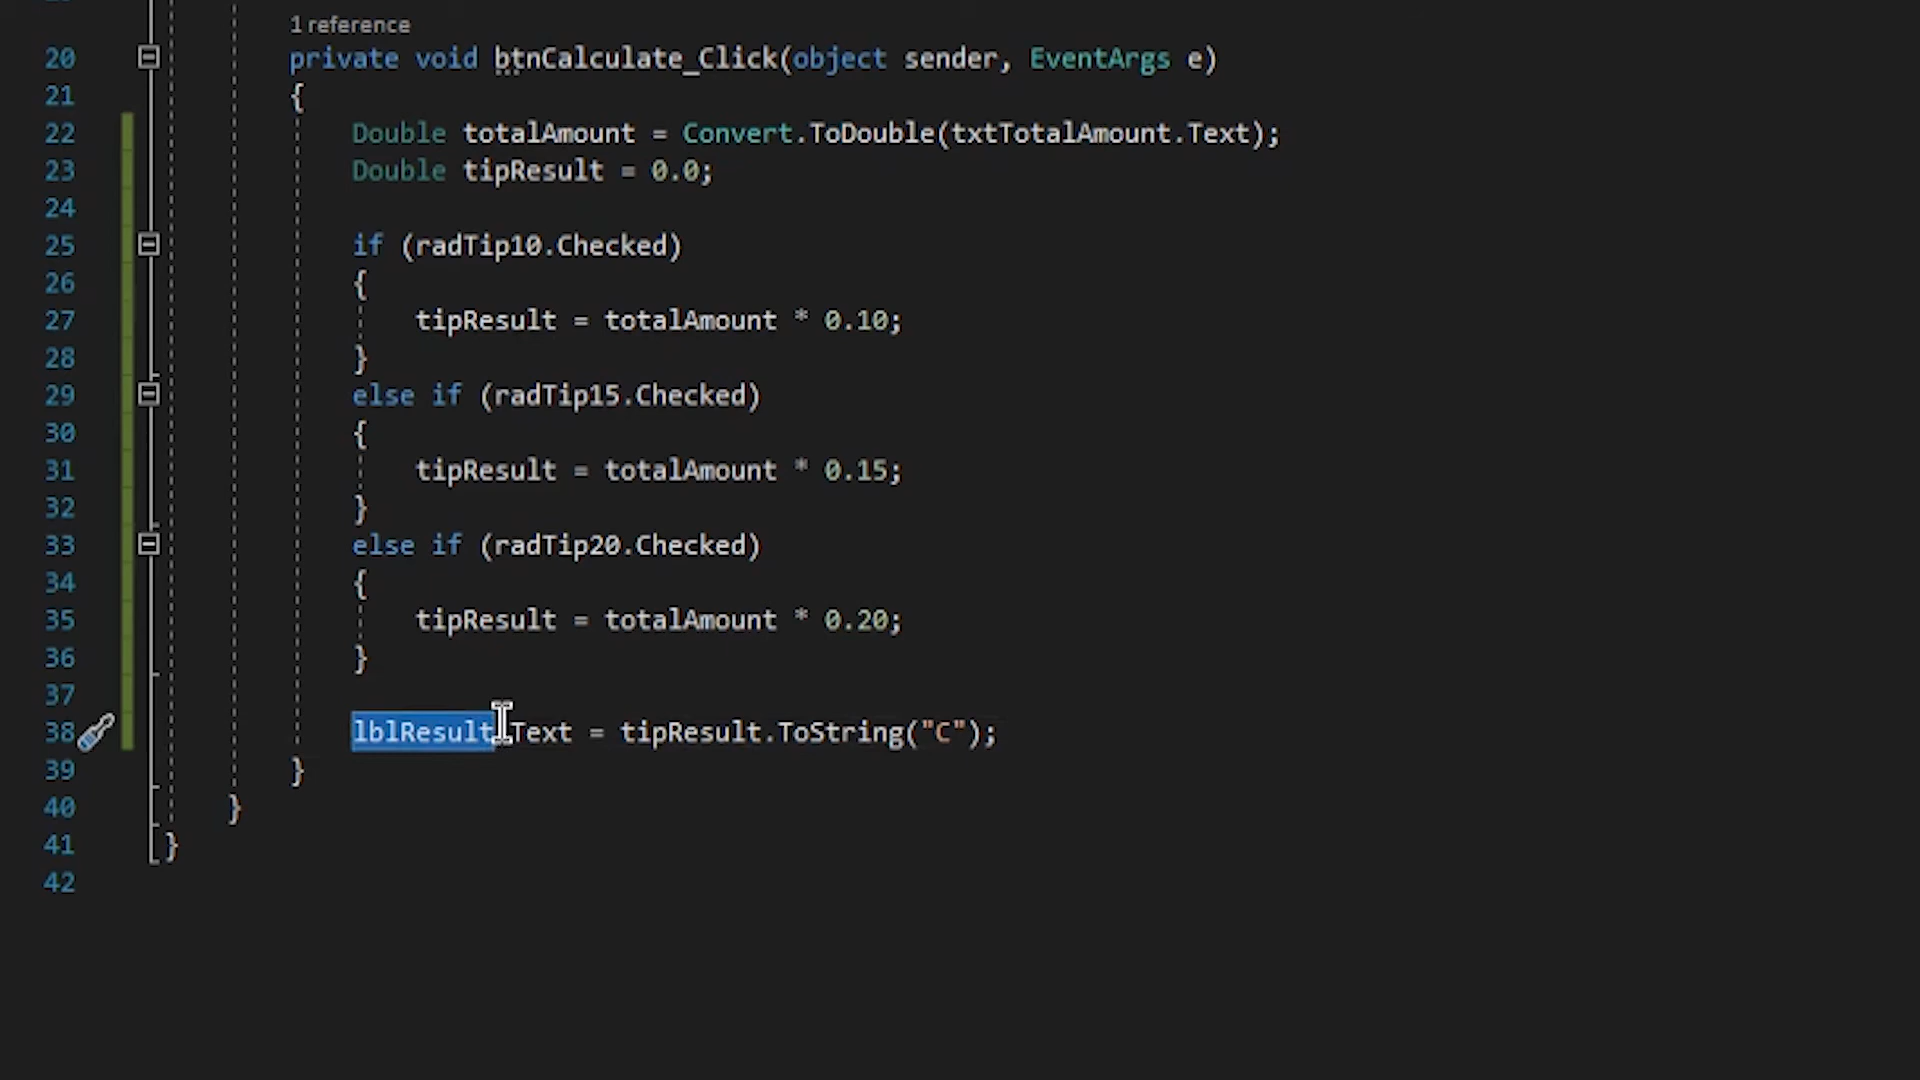 1 reference
20 private void btnCalculate_Click(object sender, EventArgs e)
21 {
22 Double totalAmount = Convert.ToDouble(txtTotalAmount.Text);
23 Double tipResult = 0.0;
24
25 if (radTip10.Checked)
26 {
27 tipResult = totalAmount * 0.10;
28 }
29 else if (radTip15.Checked)
30 {
31 tipResult = totalAmount * 0.15;
32 }
33 else if (radTip20.Checked)
34 {
35 tipResult = totalAmount * 0.20;
36 }
37
38 lblResult.Text = tipResult.ToString("C");
39 }
40 }
41 }
42